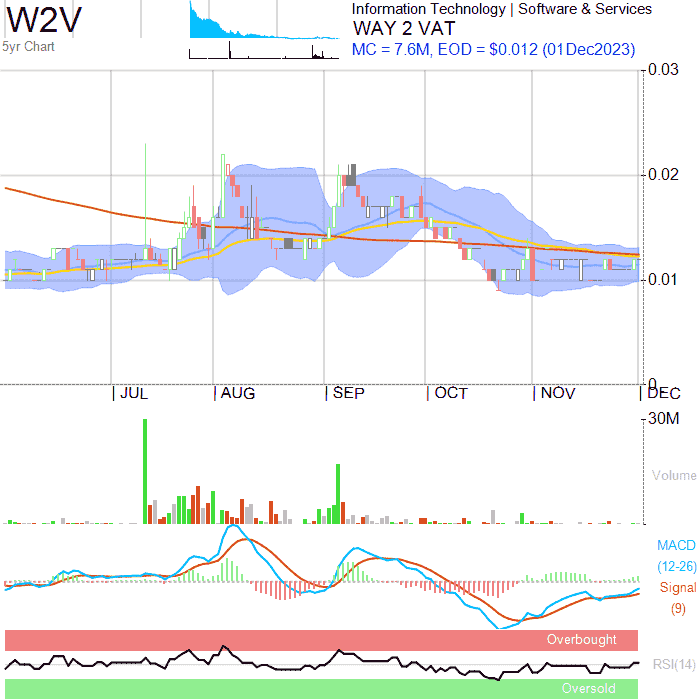 W2V
5yr Chart
Information Technology | Software & Services
WAY 2 VAT
MC = 7.6M, EOD = $0.012 (01Dec2023)
0.03
0.02
0.01
0
JUL
AUG
SEP
OCT
NOV
DEC
30M
Volume
MACD
(12-26)
Signal
(9)
Overbought
RSI(14)
Oversold